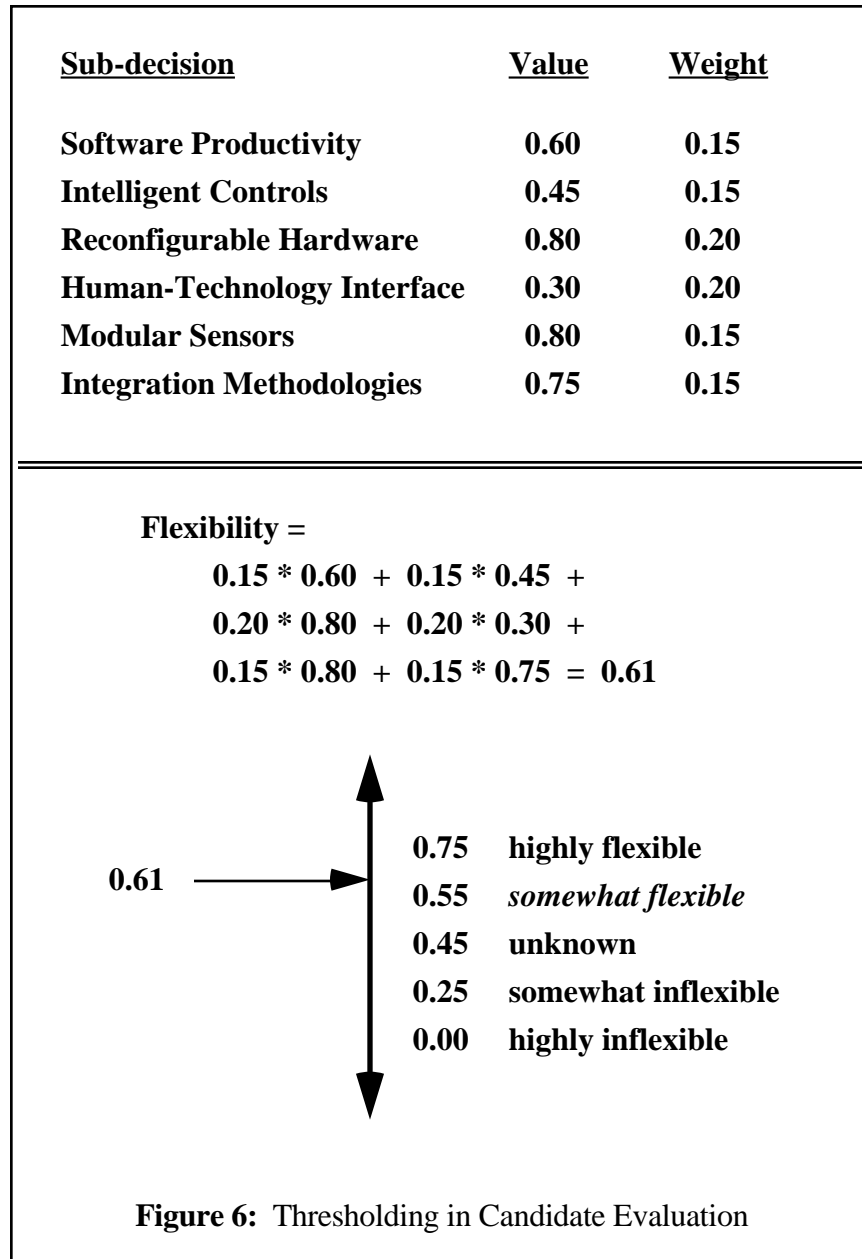 Sub-decision Value Weight
Software Productivity 0.60 0.15
Intelligent Controls 0.45 0.15
Reconfigurable Hardware 0.80 0.20
Human-Technology Interface 0.30 0.20
Modular Sensors 0.80 0.15
Integration Methodologies 0.75 0.15
Flexibility =
0.15 * 0.60 + 0.15 * 0.45 +
0.20 * 0.80 + 0.20 * 0.30 +
0.15 * 0.80 + 0.15 * 0.75 = 0.61
0.75 highly flexible
0.61
0.55 somewhat flexible
0.45 unknown
0.25 somewhat inflexible
0.00 highly inflexible
Figure 6: Thresholding in Candidate Evaluation